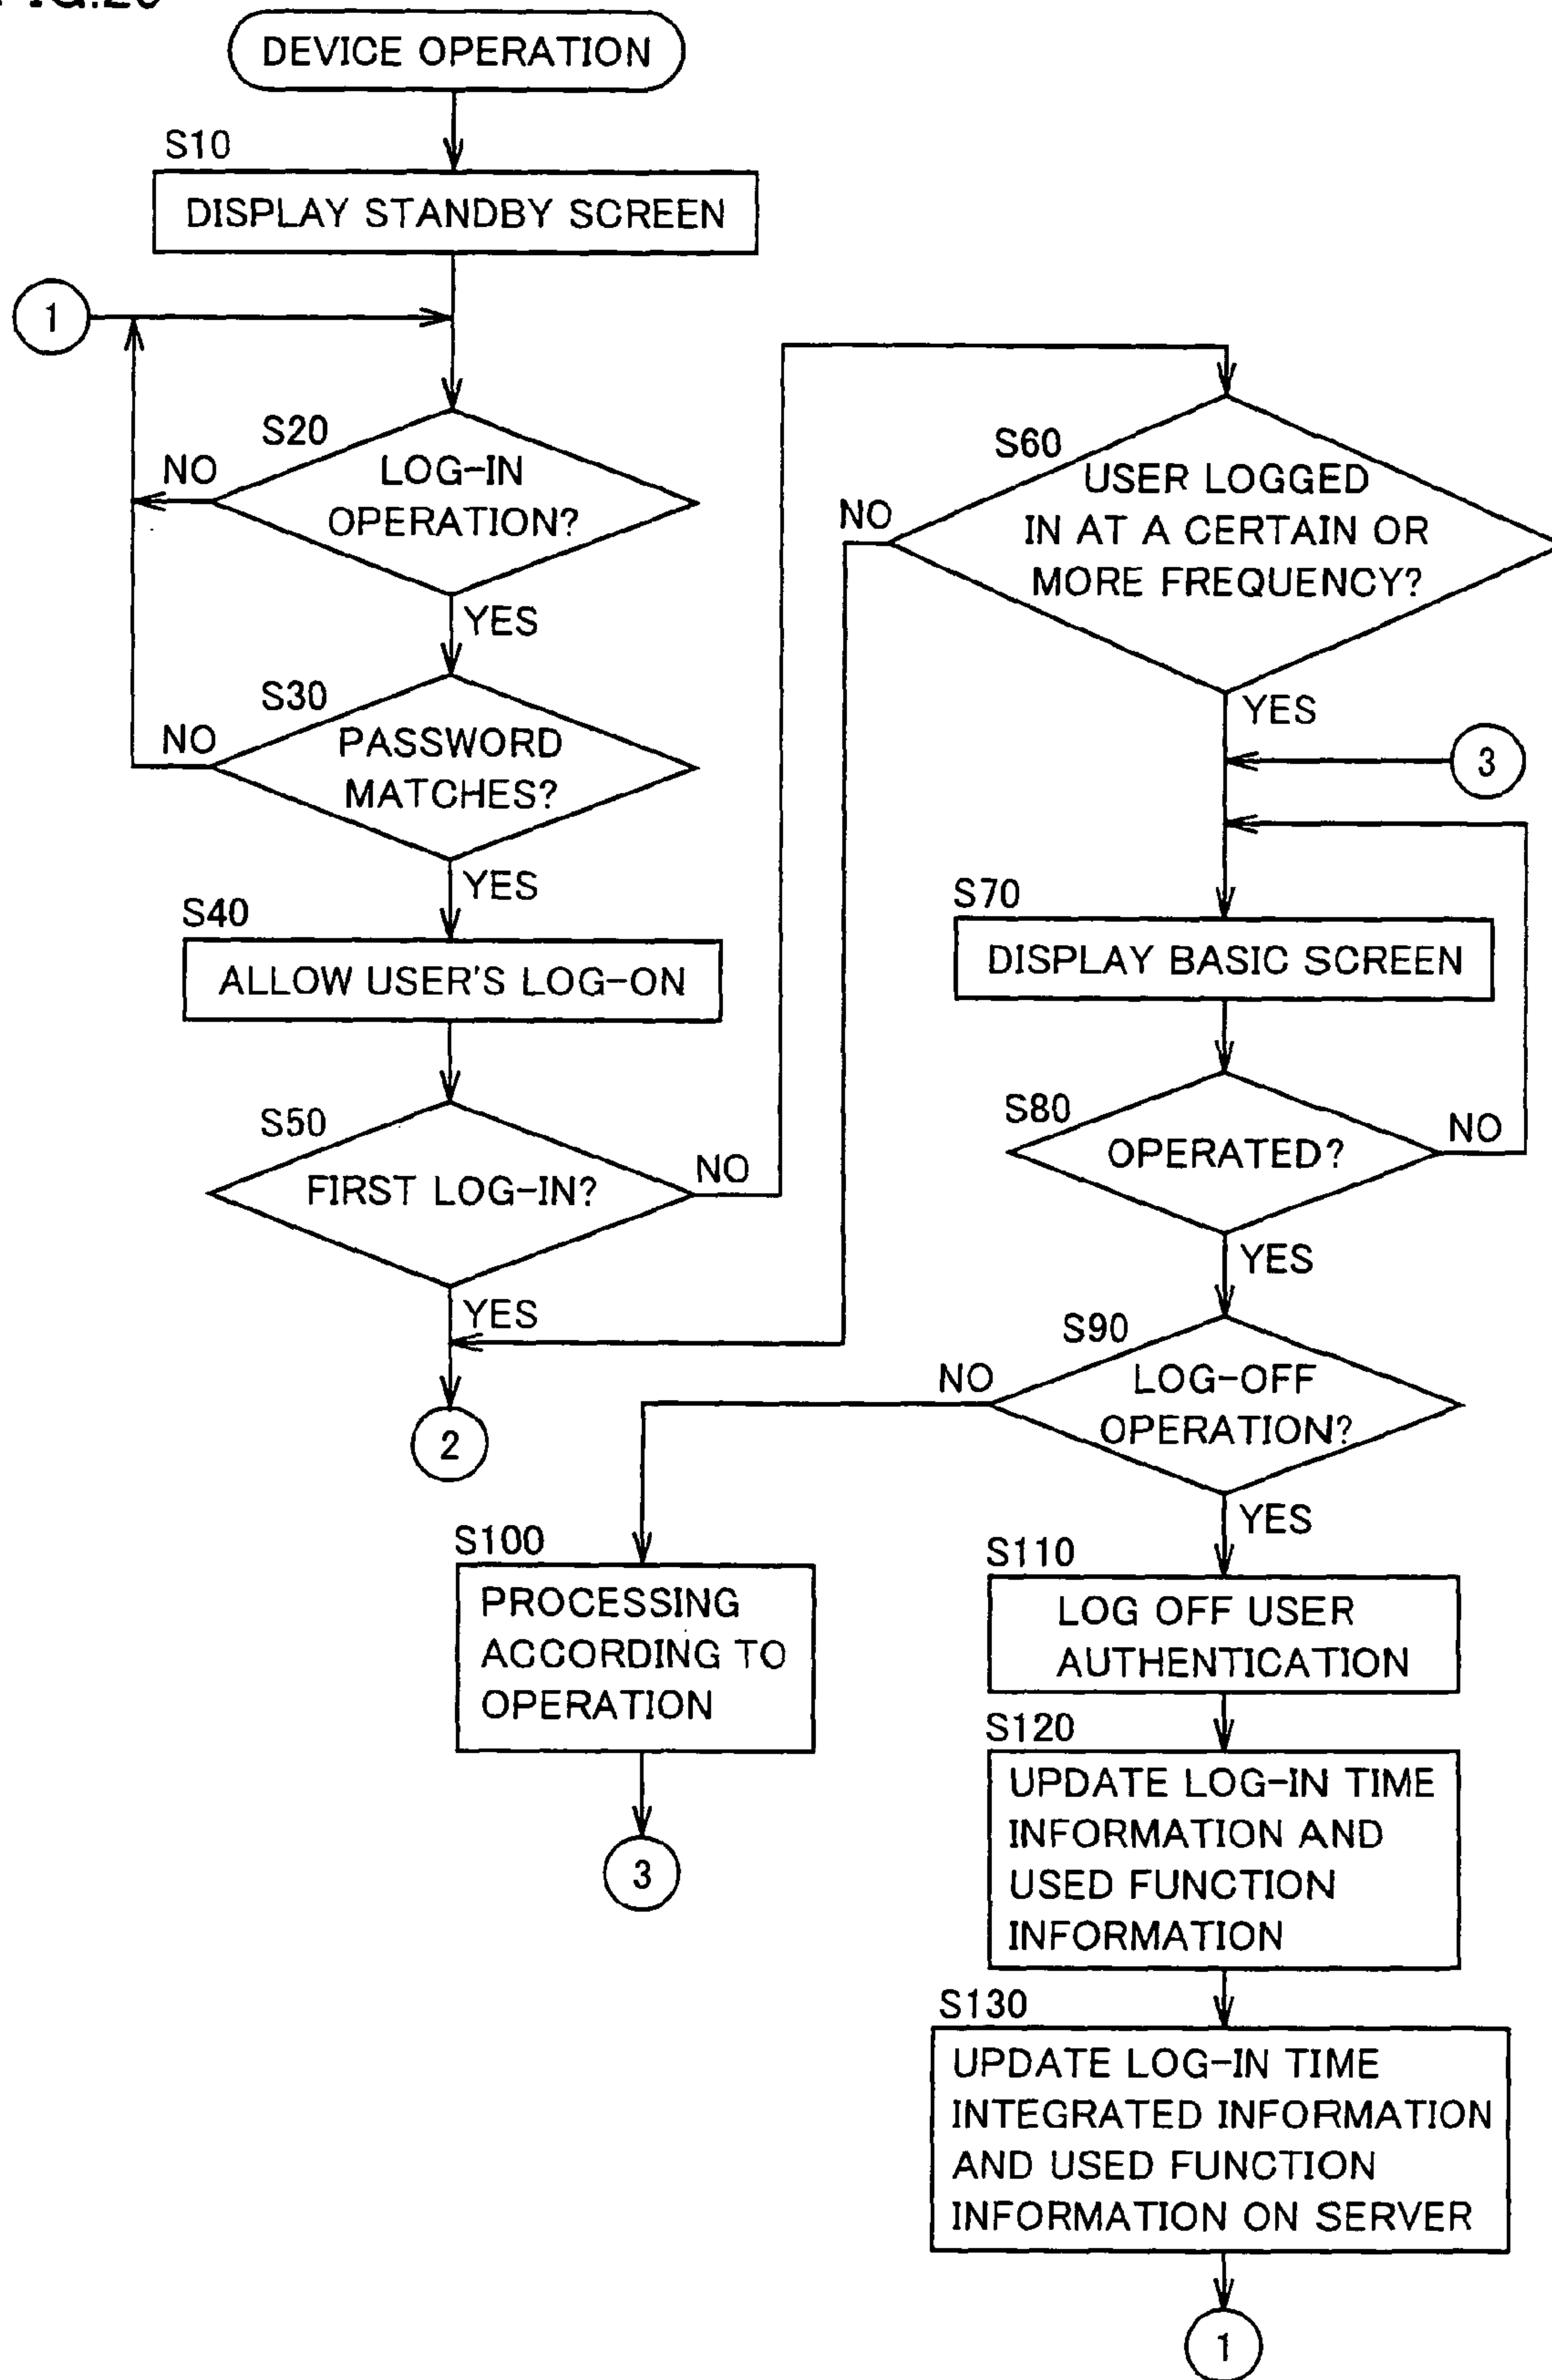 DEVICE OPERATION
S10
DISPLAY STANDBY SCREEN
1
S20
LOG-IN
OPERATION?
NO
YES
S30
PASSWORD
MATCHES?
NO
YES
S40
ALLOW USER'S LOG-ON
S50
FIRST LOG-IN?
NO
YES
2
S60
USER LOGGED
IN AT A CERTAIN OR
MORE FREQUENCY?
NO
YES
3
S70
DISPLAY BASIC SCREEN
S80
OPERATED?
NO
YES
S90
LOG-OFF
OPERATION?
NO
YES
S100
PROCESSING
ACCORDING TO
OPERATION
3
S110
LOG OFF USER
AUTHENTICATION
S120
UPDATE LOG-IN TIME
INFORMATION AND
USED FUNCTION
INFORMATION
S130
UPDATE LOG-IN TIME
INTEGRATED INFORMATION
AND USED FUNCTION
INFORMATION ON SERVER
1